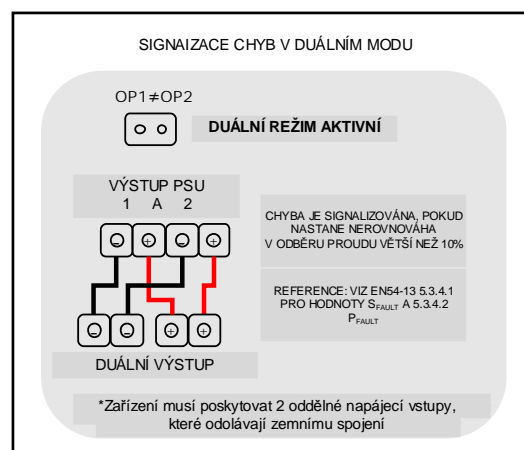 SIGNAIZACE CHYB V DUÁLNÍM MODU
OP1≠OP2
DUÁLNÍ REŽIM AKTIVNÍ
VÝSTUP PSU
1 A 2
CHYBA JE SIGNALIZOVÁNA, POKUD
NASTANE NEROVNOVÁHA
V ODBĚRU PROUDU VĚTŠÍ NEŽ 10%
- + - +
REFERENCE: VIZ EN54-13 5.3.4.1
PRO HODNOTY S_FAULT A 5.3.4.2
P_FAULT
- - + +
DUÁLNÍ VÝSTUP
*Zařízení musí poskytovat 2 oddělné napájecí vstupy,
které odolávají zemnímu spojení